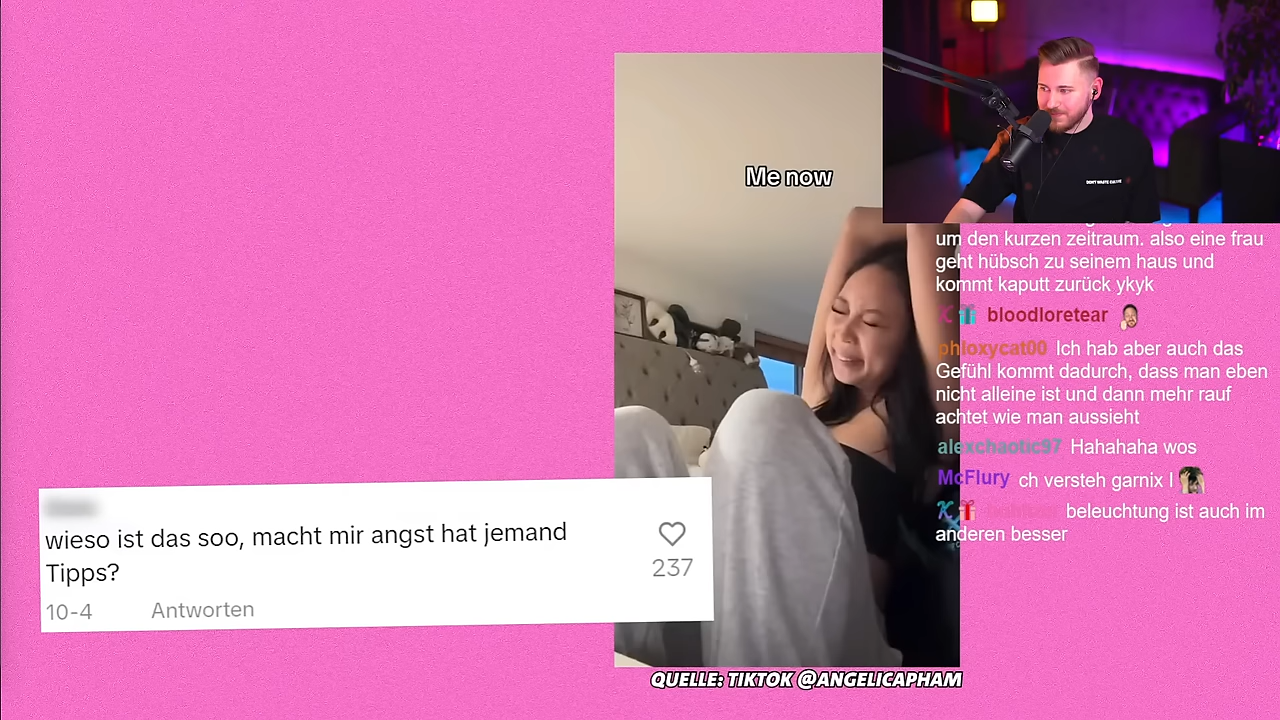 Me now
DON'T WASTE CULTURE
um den kurzen zeitraum. also eine frau
geht hübsch zu seinem haus und
kommt kaputt zurück ykyk
bloodloretear
phloxycat00 Ich hab aber auch das
Gefühl kommt dadurch, dass man eben
nicht alleine ist und dann mehr rauf
achtet wie man aussieht
alexchaotic97 Hahahaha wos
McFlury ch versteh garnix l
beleuchtung ist auch im
anderen besser
wieso ist das soo, macht mir angst hat jemand
Tipps?
237
10-4 Antworten
QUELLE: TIKTOK @ANGELICAPHAM